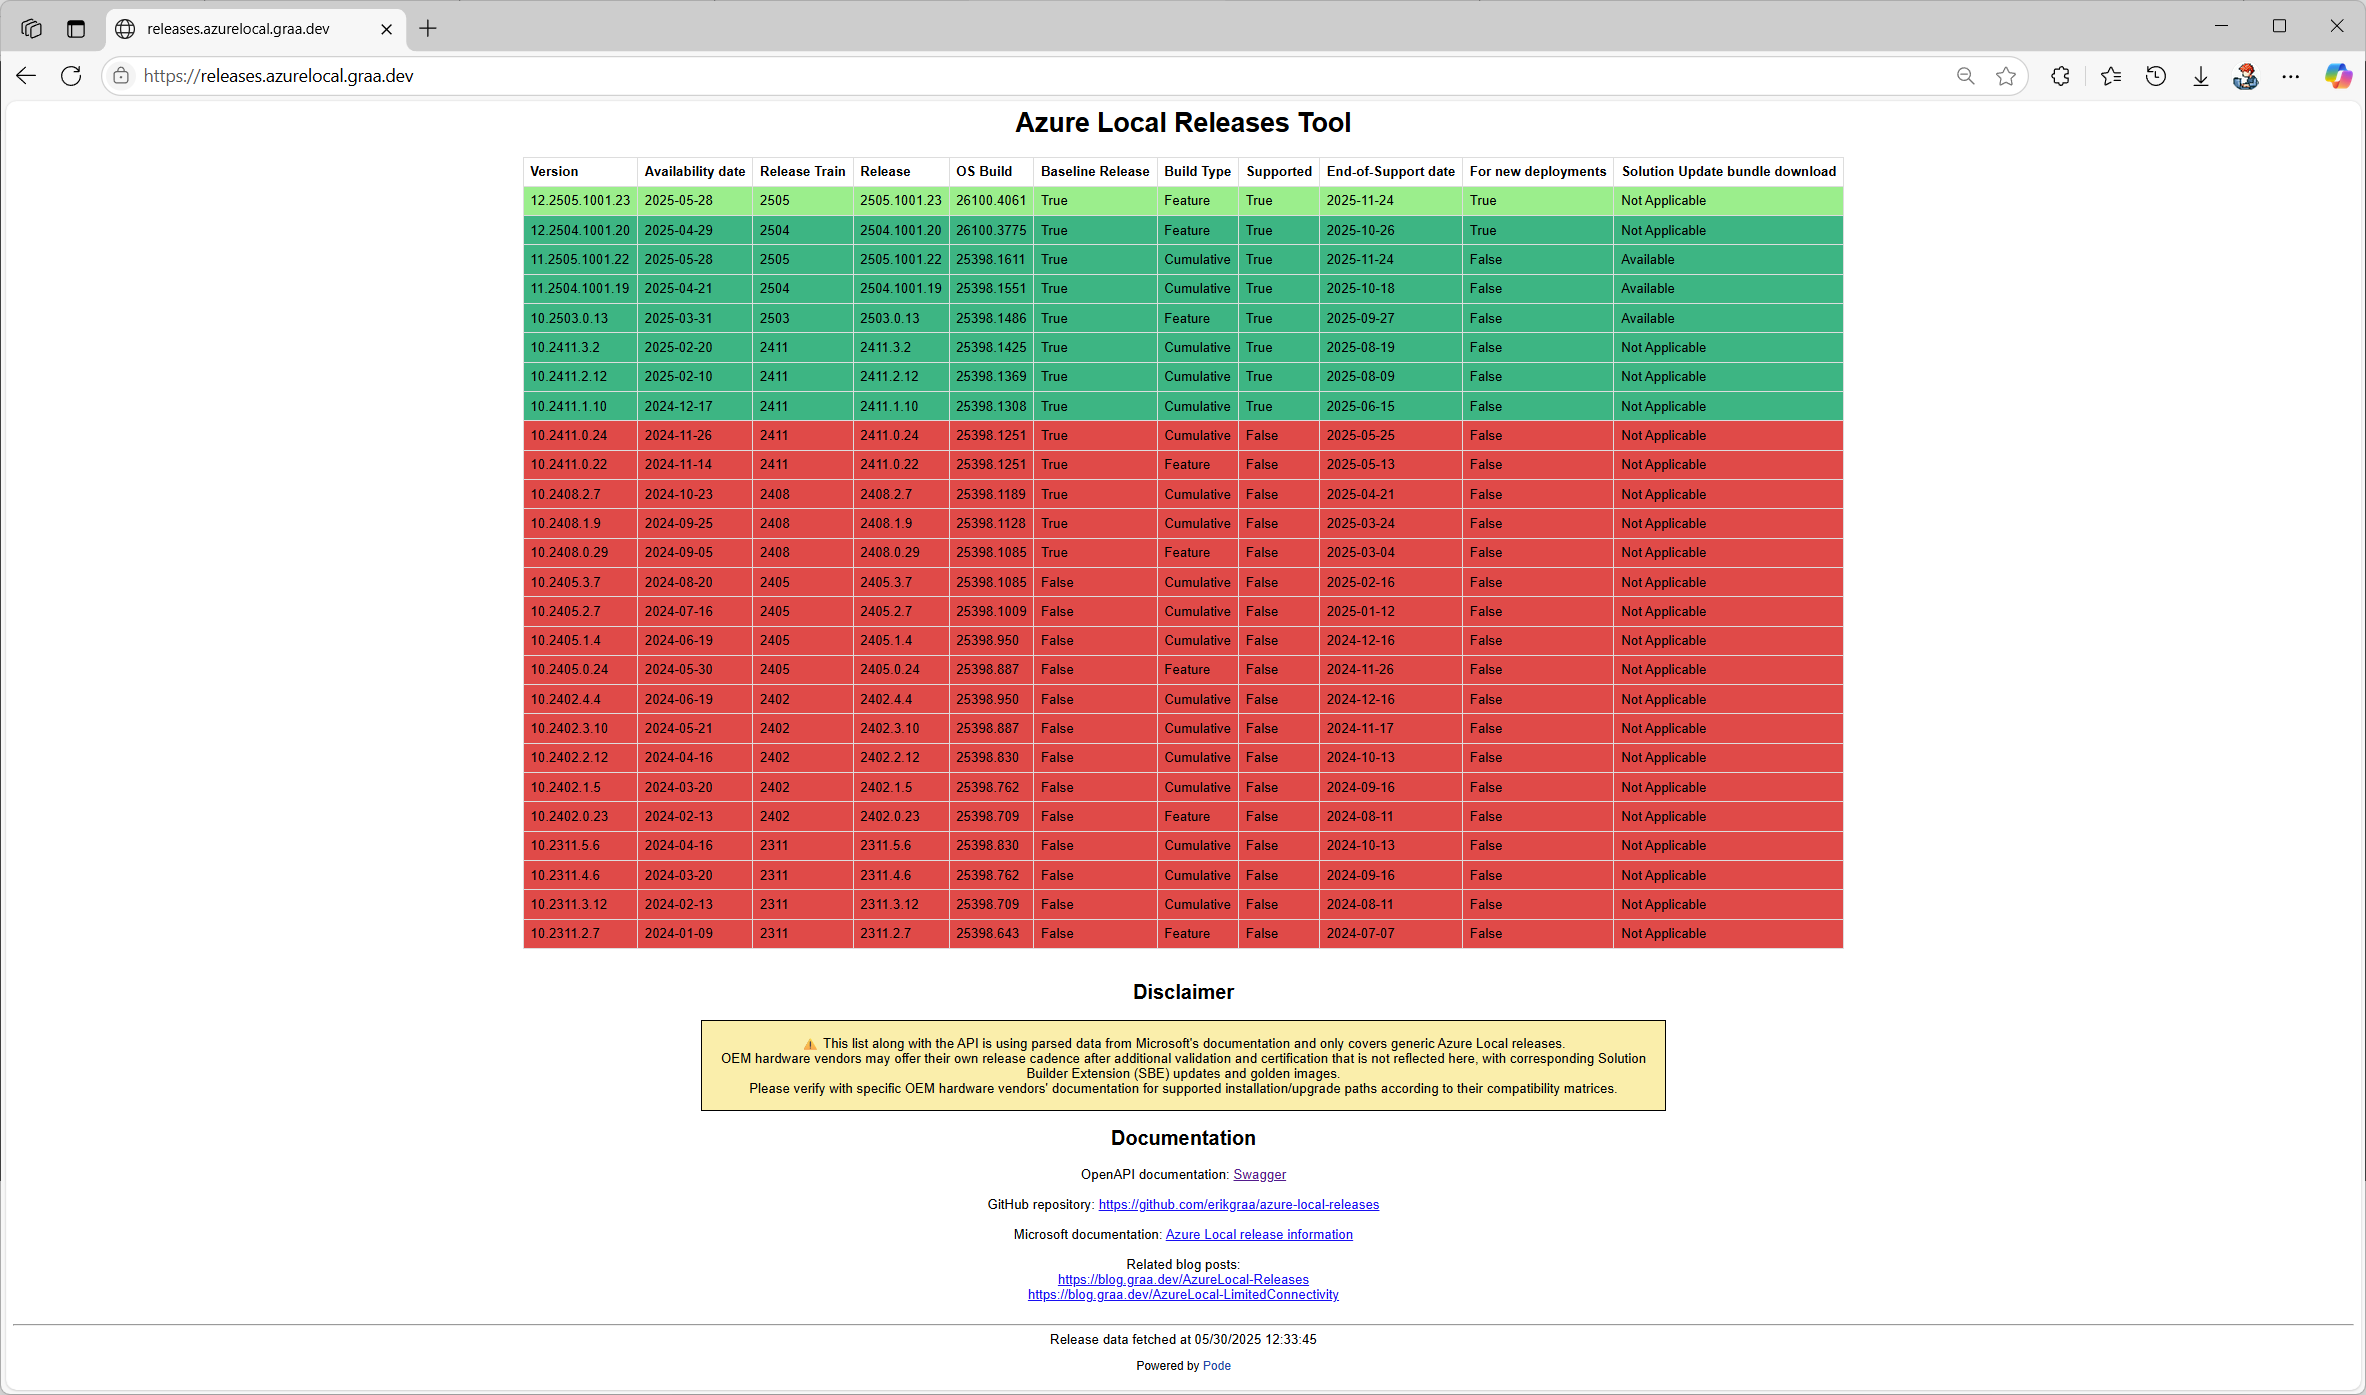 releases.azurelocal.graa.dev
https://releases.azurelocal.graa.dev
Azure Local Releases Tool
Version Availability date Release Train Release OS Build Baseline Release Build Type Supported End-of-Support date For new deployments Solution Update bundle download
12.2505.1001.23 2025-05-28 2505 2505.1001.23 26100.4061 True Feature True 2025-11-24 True Not Applicable
12.2504.1001.20 2025-04-29 2504 2504.1001.20 26100.3775 True Feature True 2025-10-26 True Not Applicable
11.2505.1001.22 2025-05-28 2505 2505.1001.22 25398.1611 True Cumulative True 2025-11-24 False Available
11.2504.1001.19 2025-04-21 2504 2504.1001.19 25398.1551 True Cumulative True 2025-10-18 False Available
10.2503.0.13 2025-03-31 2503 2503.0.13 25398.1486 True Feature True 2025-09-27 False Available
10.2411.3.2 2025-02-20 2411 2411.3.2 25398.1425 True Cumulative True 2025-08-19 False Not Applicable
10.2411.2.12 2025-02-10 2411 2411.2.12 25398.1369 True Cumulative True 2025-08-09 False Not Applicable
10.2411.1.10 2024-12-17 2411 2411.1.10 25398.1308 True Cumulative True 2025-06-15 False Not Applicable
10.2411.0.24 2024-11-26 2411 2411.0.24 25398.1251 True Cumulative False 2025-05-25 False Not Applicable
10.2411.0.22 2024-11-14 2411 2411.0.22 25398.1251 True Feature False 2025-05-13 False Not Applicable
10.2408.2.7 2024-10-23 2408 2408.2.7 25398.1189 True Cumulative False 2025-04-21 False Not Applicable
10.2408.1.9 2024-09-25 2408 2408.1.9 25398.1128 True Cumulative False 2025-03-24 False Not Applicable
10.2408.0.29 2024-09-05 2408 2408.0.29 25398.1085 True Feature False 2025-03-04 False Not Applicable
10.2405.3.7 2024-08-20 2405 2405.3.7 25398.1085 False Cumulative False 2025-02-16 False Not Applicable
10.2405.2.7 2024-07-16 2405 2405.2.7 25398.1009 False Cumulative False 2025-01-12 False Not Applicable
10.2405.1.4 2024-06-19 2405 2405.1.4 25398.950 False Cumulative False 2024-12-16 False Not Applicable
10.2405.0.24 2024-05-30 2405 2405.0.24 25398.887 False Feature False 2024-11-26 False Not Applicable
10.2402.4.4 2024-06-19 2402 2402.4.4 25398.950 False Cumulative False 2024-12-16 False Not Applicable
10.2402.3.10 2024-05-21 2402 2402.3.10 25398.887 False Cumulative False 2024-11-17 False Not Applicable
10.2402.2.12 2024-04-16 2402 2402.2.12 25398.830 False Cumulative False 2024-10-13 False Not Applicable
10.2402.1.5 2024-03-20 2402 2402.1.5 25398.762 False Cumulative False 2024-09-16 False Not Applicable
10.2402.0.23 2024-02-13 2402 2402.0.23 25398.709 False Feature False 2024-08-11 False Not Applicable
10.2311.5.6 2024-04-16 2311 2311.5.6 25398.830 False Cumulative False 2024-10-13 False Not Applicable
10.2311.4.6 2024-03-20 2311 2311.4.6 25398.762 False Cumulative False 2024-09-16 False Not Applicable
10.2311.3.12 2024-02-13 2311 2311.3.12 25398.709 False Cumulative False 2024-08-11 False Not Applicable
10.2311.2.7 2024-01-09 2311 2311.2.7 25398.643 False Feature False 2024-07-07 False Not Applicable
Disclaimer
⚠ This list along with the API is using parsed data from Microsoft's documentation and only covers generic Azure Local releases.
OEM hardware vendors may offer their own release cadence after additional validation and certification that is not reflected here, with corresponding Solution
Builder Extension (SBE) updates and golden images.
Please verify with specific OEM hardware vendors' documentation for supported installation/upgrade paths according to their compatibility matrices.
Documentation
OpenAPI documentation: Swagger
GitHub repository: https://github.com/erikgraa/azure-local-releases
Microsoft documentation: Azure Local release information
Related blog posts:
https://blog.graa.dev/AzureLocal-Releases
https://blog.graa.dev/AzureLocal-LimitedConnectivity
Release data fetched at 05/30/2025 12:33:45
Powered by Pode